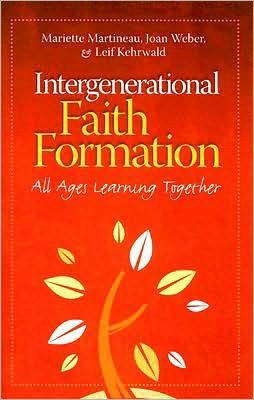 Mariette Martineau, Joan Weber,
& Leif Kehrwald
Intergenerational
Faith
Formation
All Ages Learning Together